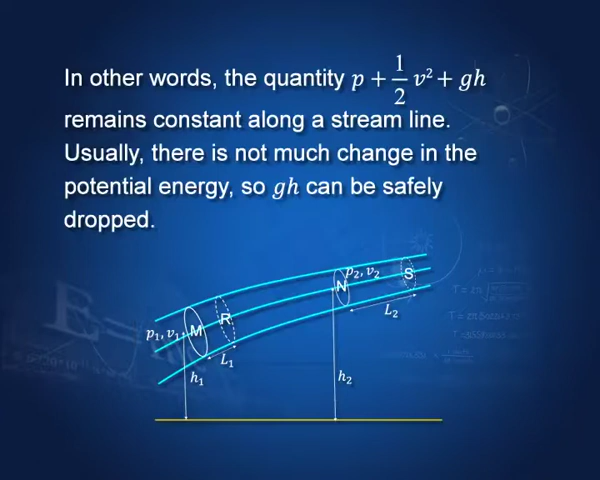 In other words, the quantity p + 1/2 v² + gh
remains constant along a stream line.
Usually, there is not much change in the
potential energy, so gh can be safely
dropped.
p₂, v₂
S
N
R
L₂
p₁, v₁
M
L₁
h₁
h₂